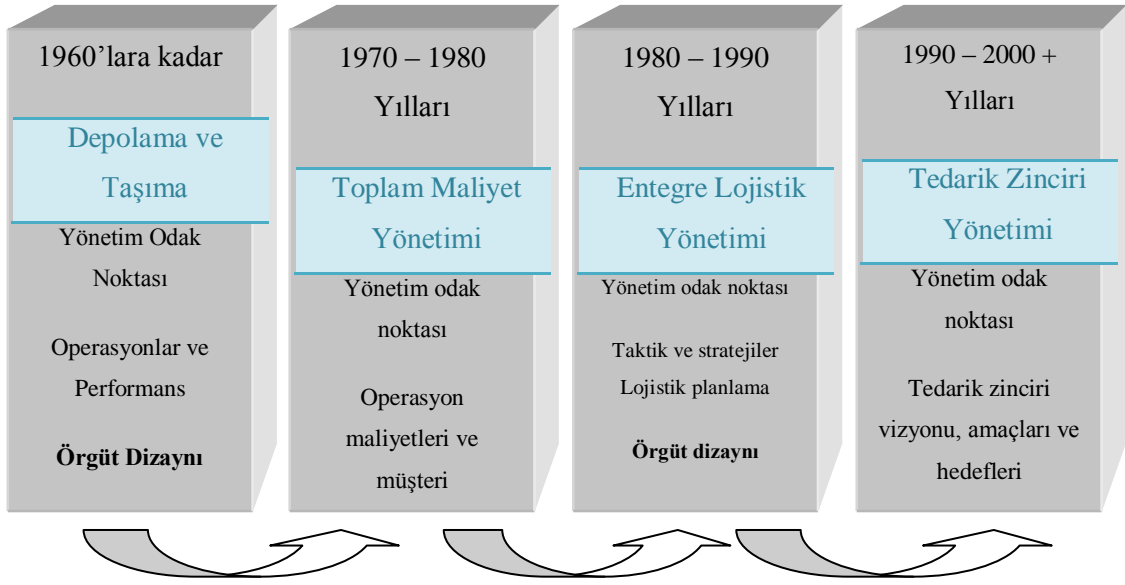 1960’lara kadar
Depolama ve
Taşıma
Yönetim Odak
Noktası
Operasyonlar ve
Performans
Örgüt Dizaynı
1970 – 1980
Yılları
Toplam Maliyet
Yönetimi
Yönetim odak
noktası
Operasyon
maliyetleri ve
müşteri
1980 – 1990
Yılları
Entegre Lojistik
Yönetimi
Yönetim odak noktası
Taktik ve stratejiler
Lojistik planlama
Örgüt dizaynı
1990 – 2000 +
Yılları
Tedarik Zinciri
Yönetimi
Yönetim odak
noktası
Tedarik zinciri
vizyonu, amaçları ve
hedefleri